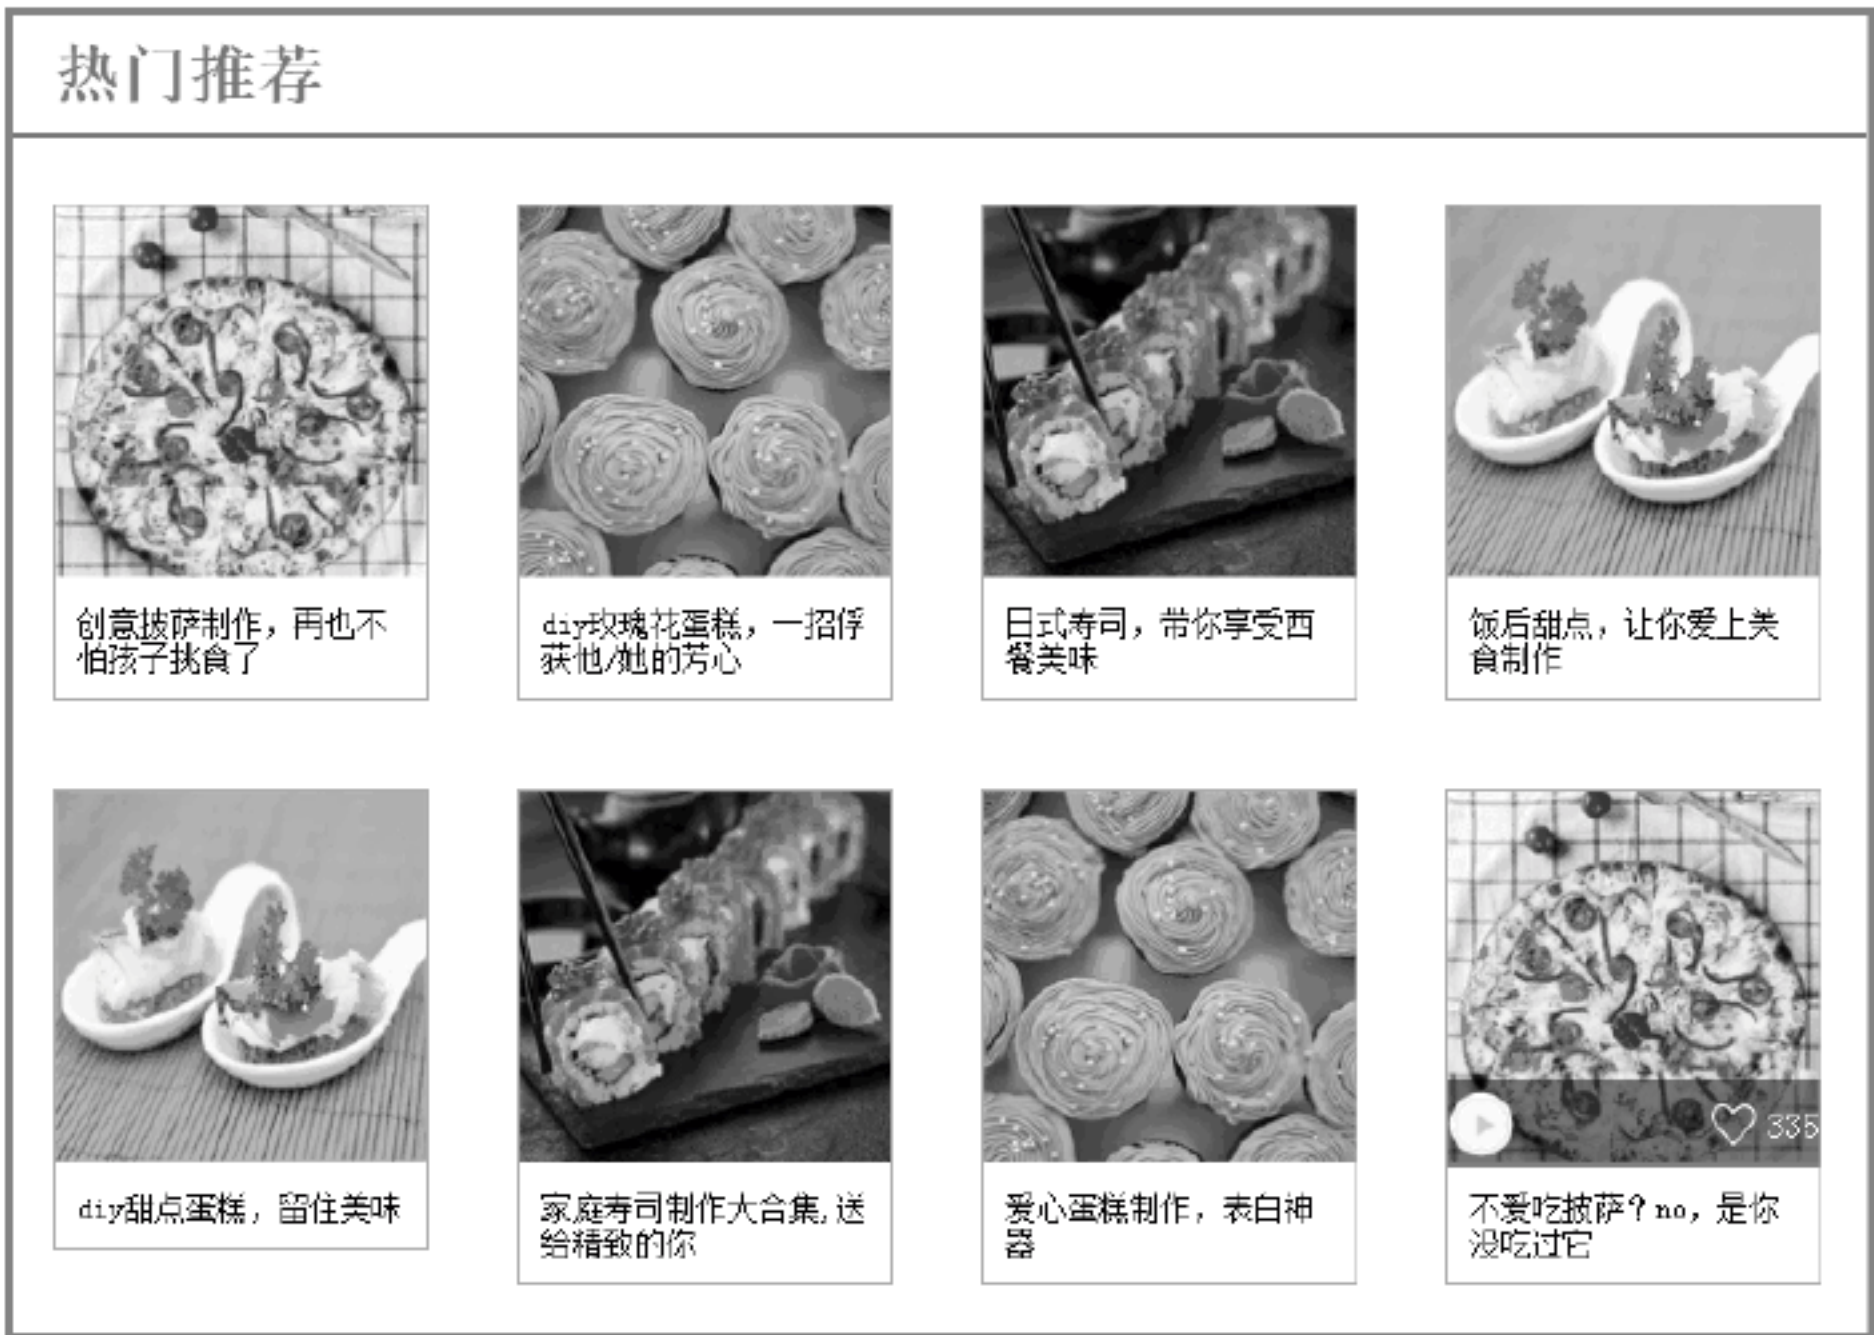 热门推荐
创意披萨制作，再也不
怕孩子挑食了
diy玫瑰花蛋糕，一招俘
获他/她的芳心
日式寿司，带你享受西
餐美味
饭后甜点，让你爱上美
食制作
diy甜点蛋糕，留住美味
家庭寿司制作大合集,送
给精致的你
爱心蛋糕制作，表白神
器
335
不爱吃披萨？no，是你
没吃过它